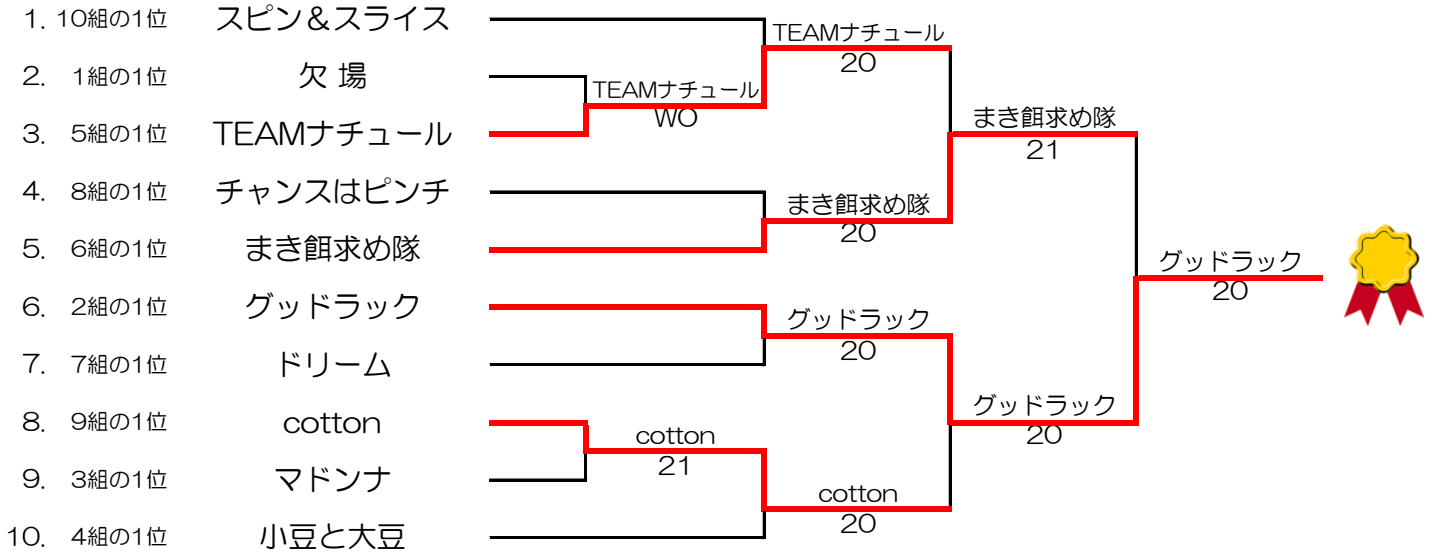 1. 10組の1位 スピン＆スライス
TEAMナチュール
20
2. 1組の1位 欠 場
TEAMナチュール
WO
3. 5組の1位 TEAMナチュール
まき餌求め隊
21
4. 8組の1位 チャンスはピンチ
まき餌求め隊
20
5. 6組の1位 まき餌求め隊
グッドラック
20
6. 2組の1位 グッドラック
グッドラック
20
7. 7組の1位 ドリーム
8. 9組の1位 cotton
グッドラック
20
cotton
21
9. 3組の1位 マドンナ
cotton
20
10. 4組の1位 小豆と大豆